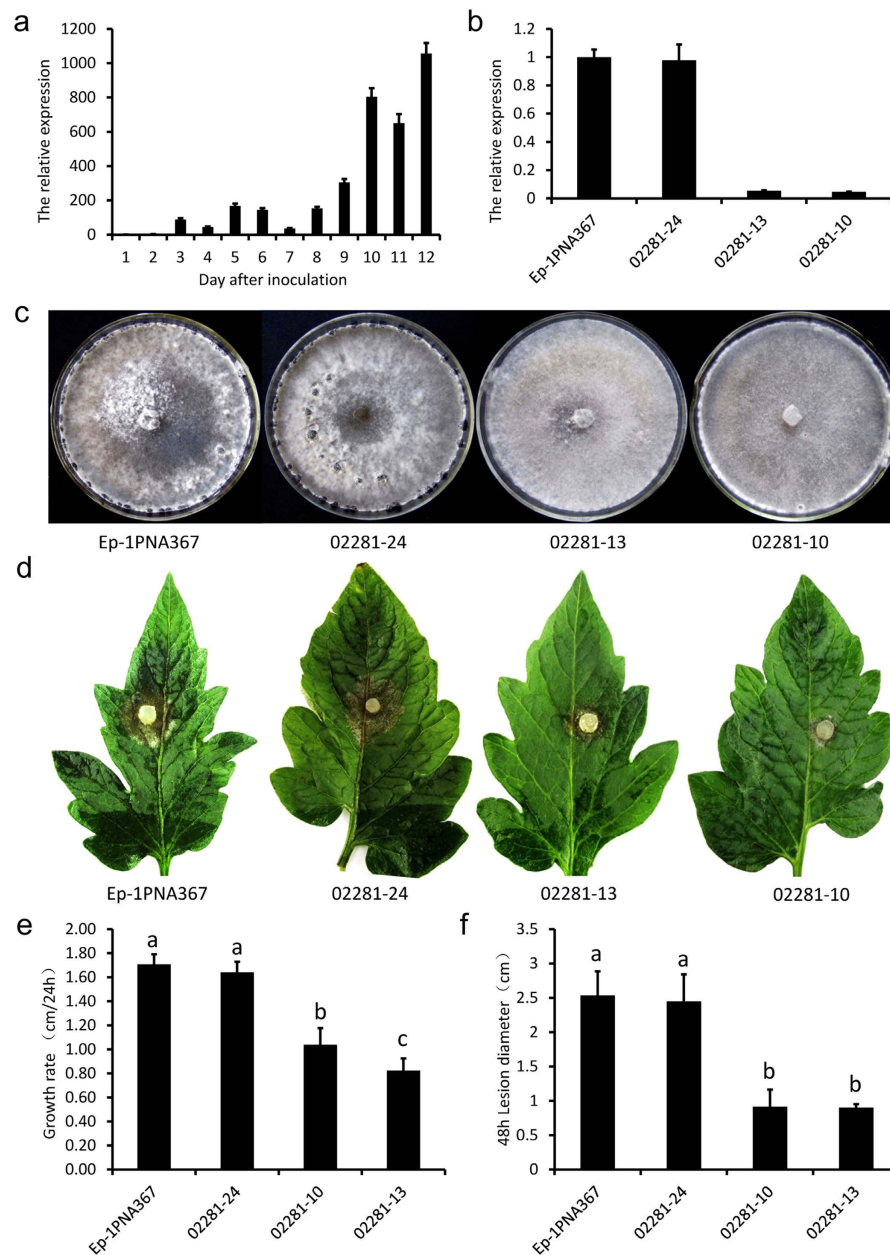 a
The relative expression
1200
1000
800
600
400
200
0
1 2 3 4 5 6 7 8 9 10 11 12
Day after inoculation
b
The relative expression
1.2
1
0.8
0.6
0.4
0.2
0
Ep-1PNA367
02281-24
02281-13
02281-10
c
Ep-1PNA367 02281-24 02281-13 02281-10
d
Ep-1PNA367 02281-24 02281-13 02281-10
e
Growth rate（cm/24h）
2.00
1.80
1.60
1.40
1.20
1.00
0.80
0.60
0.40
0.20
0.00
a a b c
Ep-1PNA367
02281-24
02281-10
02281-13
f
48h Lesion diameter（cm）
3.5
3
2.5
2
1.5
1
0.5
0
a a b b
Ep-1PNA367
02281-24
02281-10
02281-13